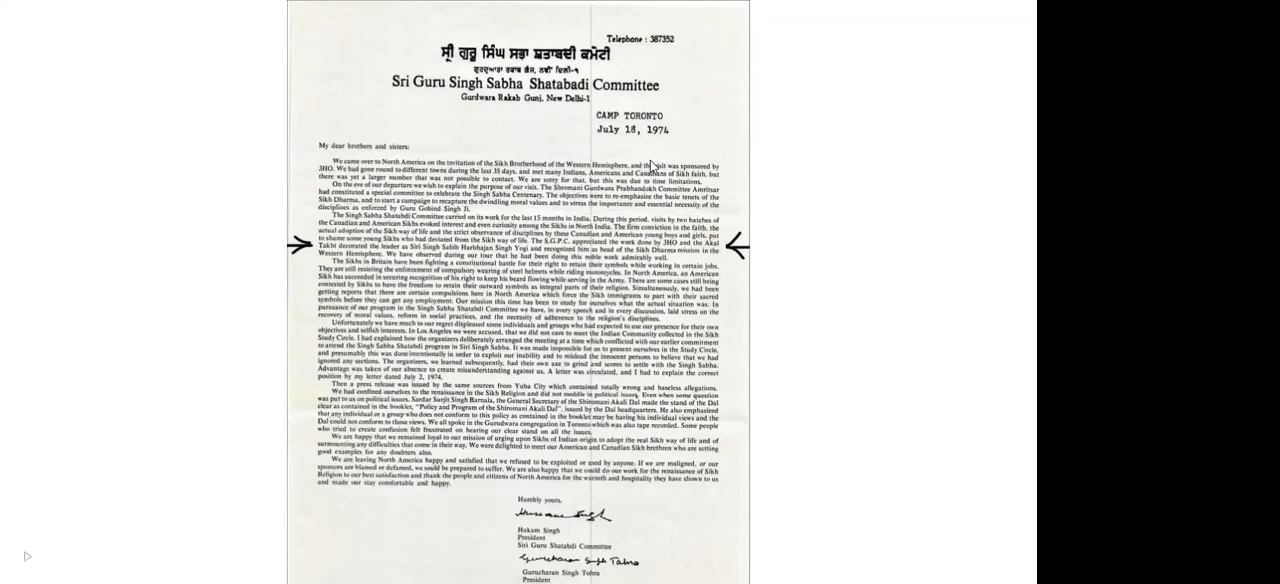 Telephone : 387352
ਸ੍ਰੀ ਗੁਰੂ ਸਿੰਘ ਸਭਾ ਸ਼ਤਾਬਦੀ ਕਮੇਟੀ
ਗੁਰਦੁਆਰਾ ਰਕਾਬ ਗੰਜ, ਨਵੀਂ ਦਿਲੀ-੧
Sri Guru Singh Sabha Shatabadi Committee
Gurdwara Rakab Gunj, New Delhi-1
CAMP TORONTO
July 18, 1974
My dear brothers and sisters:
We came over to North America on the invitation of the Sikh Brotherhood of the Western Hemisphere, and the visit was sponsored by
3HO. We had gone round to different towns during the last 35 days, and met many Indians, Americans and Canadians of Sikh faith, but
there was yet a larger number that was not possible to contact. We are sorry for that, but this was due to time limitations.
On the eve of our departure we wish to explain the purpose of our visit. The Shromani Gurdwara Prabhandokh Committee Amritsar
had constituted a special committee to celebrate the Singh Sabha Centenary. The objectives were to re-emphasize the basic tenets of the
Sikh Dharma, and to start a campaign to recapture the dwindling moral values and to stress the importance and essential necessity of the
disciplines as enforced by Guru Gobind Singh Ji.
The Singh Sabha Shatabdi Committee carried on its work for the last 15 months in India. During this period, visits by two batches of
the Canadian and American Sikhs evoked interest and even curiosity among the Sikhs in North India. The firm conviction in the faith, the
actual adoption of the Sikh way of life and the strict observance of disciplines by these Canadian and American young boys and girls, put
to shame some young Sikhs who had deviated from the Sikh way of life. The S.G.P.C. appreciated the work done by 3HO and the Akal
Takht decorated the leader as Siri Singh Sahib Harbhajan Singh Yogi and recognized him as head of the Sikh Dharma mission in the
Western Hemisphere. We have observed during our tour that he had been doing this noble work admirably well.
The Sikhs in Britain have been fighting a constitutional battle for their right to retain their symbols while working in certain jobs.
They are still resisting the enforcement of compulsory wearing of steel helmets while riding motorcycles. In North America, an American
Sikh has succeeded in securing recognition of his right to keep his beard flowing while serving in the Army. There are some cases still being
contested by Sikhs to have the freedom to retain their outward symbols as integral parts of their religion. Simultaneously, we had been
getting reports that there are certain compulsions here in North America which force the Sikh immigrants to part with their sacred
symbols before they can get any employment. Our mission this time has been to study for ourselves what the actual situation was. In
pursuance of our program in the Singh Sabha Shatabdi Committee we have, in every speech and in every discussion, laid stress on the
recovery of moral values, reform in social practices, and the necessity of adherence to the religion's disciplines.
Unfortunately we have much to our regret displeased some individuals and groups who had expected to use our presence for their own
objectives and selfish interests. In Los Angeles we were accused, that we did not care to meet the Indian Community collected in the Sikh
Study Circle. I had explained how the organizers deliberately arranged the meeting at a time which conflicted with our earlier commitment
to attend the Singh Sabha Shatabdi program in Siri Singh Sabha. It was made impossible for us to present ourselves in the Study Circle,
and presumably this was done intentionally in order to exploit our inability and to mislead the innocent persons to believe that we had
ignored any sections. The organizers, we learned subsequently, had their own axe to grind and scores to settle with the Singh Sabha.
Advantage was taken of our absence to create misunderstanding against us. A letter was circulated, and I had to explain the correct
position by my letter dated July 2, 1974.
Then a press release was issued by the same sources from Yuba City which contained totally wrong and baseless allegations.
We had confined ourselves to the renaissance in the Sikh Religion and did not meddle in political issues. Even when some question
was put to us on political issues, Sardar Surjit Singh Barnala, the General Secretary of the Shiromani Akali Dal made the stand of the Dal
clear as contained in the booklet, "Policy and Program of the Shiromani Akali Dal", issued by the Dal headquarters. He also emphasized
that any individual or a group who does not conform to this policy as contained in the booklet may be having his individual views and the
Dal could not conform to those views. We all spoke in the Gurudwara congregation in Toronto which was also tape recorded. Some people
who tried to create confusion felt frustrated on hearing our clear stand on all the issues.
We are happy that we remained loyal to our mission of urging upon Sikhs of Indian origin to adopt the real Sikh way of life and of
surmounting any difficulties that come in their way. We were delighted to meet our American and Canadian Sikh brethren who are setting
good examples for any doubters also.
We are leaving North America happy and satisfied that we refused to be exploited or used by anyone. If we are maligned, or our
sponsors are blamed or defamed, we would be prepared to suffer. We are also happy that we could do our work for the renaissance of Sikh
Religion to our best satisfaction and thank the people and citizens of North America for the warmth and hospitality they have shown to us
and made our stay comfortable and happy.
Humbly yours,
Hukam Singh
Hukam Singh
President
Siri Guru Shatabdi Committee
Gurucharan Singh Tohra
Gurucharan Singh Tohra
President